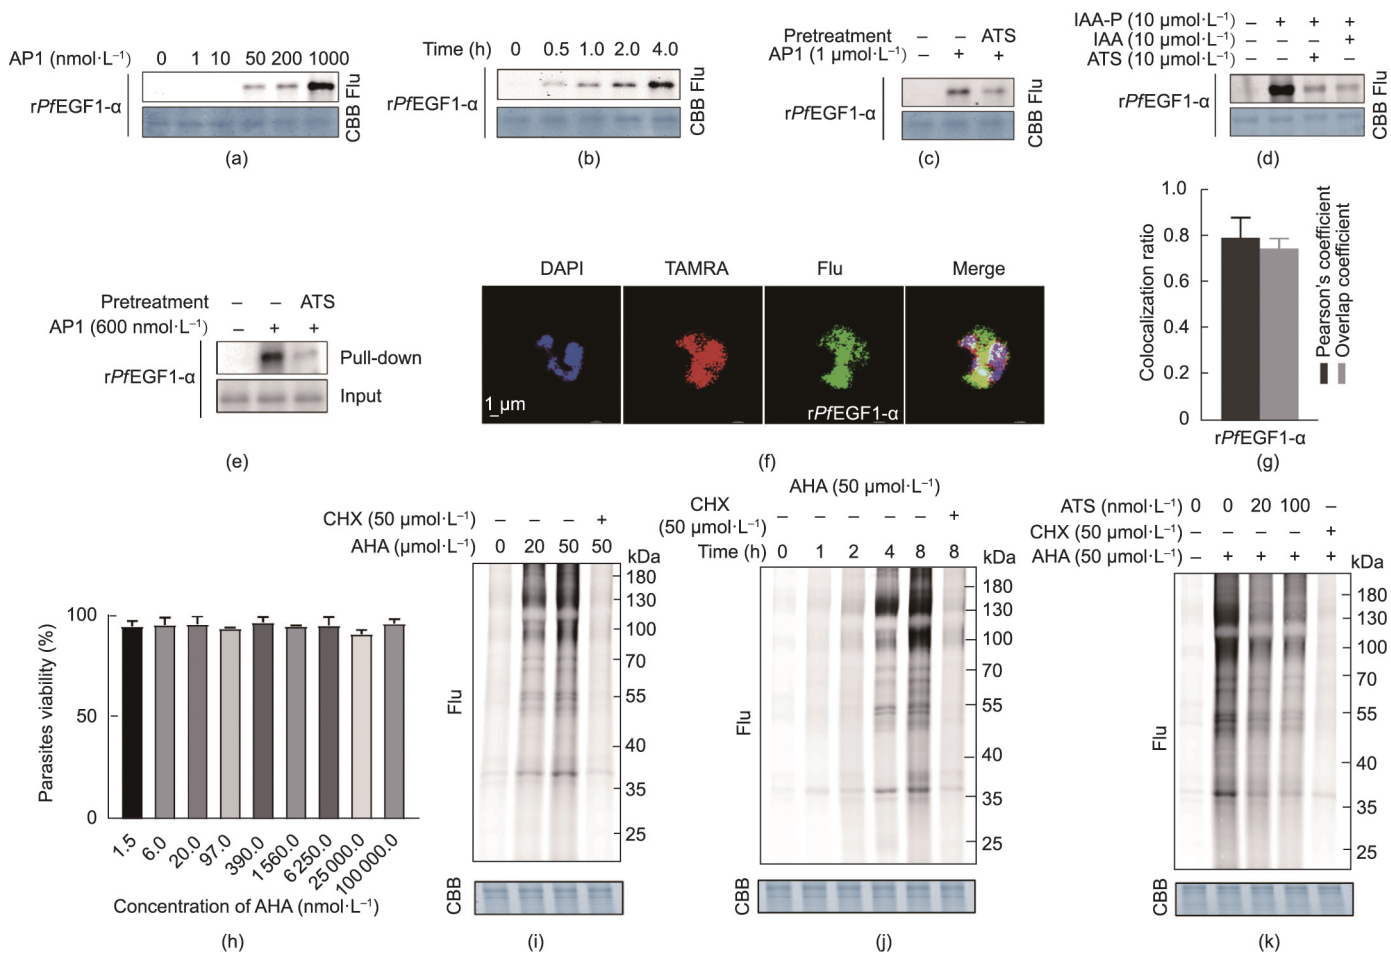 AP1 (nmol·L⁻¹) 0 1 10 50 200 1000
rPfEGF1-α
Flu
CBB
(a)
Time (h) 0 0.5 1.0 2.0 4.0
rPfEGF1-α
Flu
CBB
(b)
Pretreatment – – ATS
AP1 (1 μmol·L⁻¹) – + +
rPfEGF1-α
Flu
CBB
(c)
IAA-P (10 μmol·L⁻¹) – + + +
IAA (10 μmol·L⁻¹) – – – +
ATS (10 μmol·L⁻¹) – – + –
rPfEGF1-α
Flu
CBB
(d)
Pretreatment – – ATS
AP1 (600 nmol·L⁻¹) – + +
rPfEGF1-α
Pull-down
Input
(e)
DAPI TAMRA Flu Merge
1 μm
rPfEGF1-α
(f)
Colocalization ratio
1.0
0.8
0.6
0.4
0.2
0
rPfEGF1-α
Pearson's coefficient
Overlap coefficient
(g)
Parasites viability (%)
100
50
0
1.5 6.0 20.0 97.0 390.0 1 560.0 6 250.0 25 000.0 100 000.0
Concentration of AHA (nmol·L⁻¹)
(h)
CHX (50 μmol·L⁻¹) – – – +
AHA (μmol·L⁻¹) 0 20 50 50
kDa
180
130
100
70
55
40
35
25
Flu
CBB
(i)
AHA (50 μmol·L⁻¹)
CHX
(50 μmol·L⁻¹) – – – – – +
Time (h) 0 1 2 4 8 8
kDa
180
130
100
70
55
40
35
25
Flu
CBB
(j)
ATS (nmol·L⁻¹) 0 0 20 100 –
CHX (50 μmol·L⁻¹) – – – – +
AHA (50 μmol·L⁻¹) – + + + +
kDa
180
130
100
70
55
40
35
25
Flu
CBB
(k)